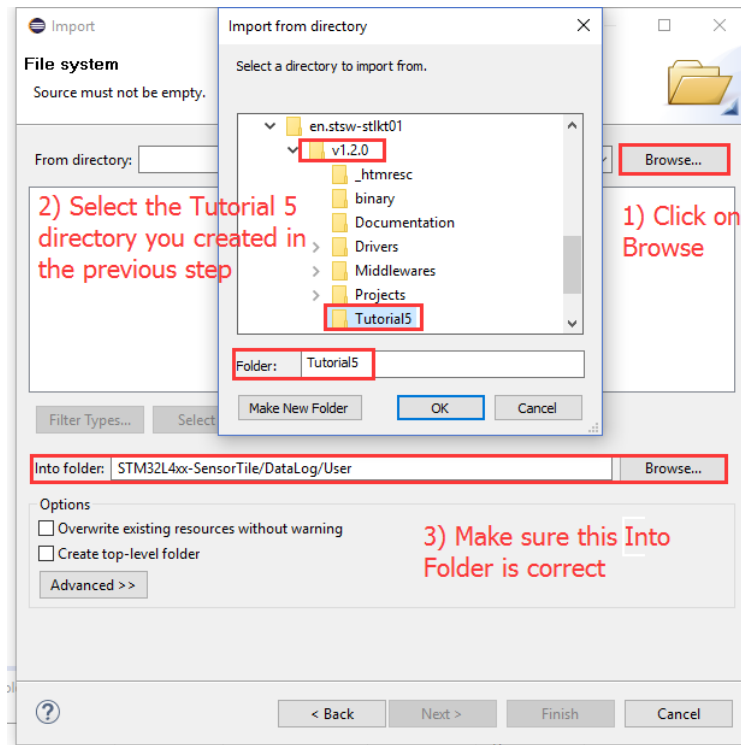 Import
Import from directory
File system
Source must not be empty.
Select a directory to import from.
en.stsw-stlkt01
v1.2.0
_htmresc
binary
Documentation
Drivers
Middlewares
Projects
Tutorial5
From directory:
Browse...
2) Select the Tutorial 5
directory you created in
the previous step
1) Click on
Browse
Folder: Tutorial5
Make New Folder
OK
Cancel
Filter Types...
Select
Into folder: STM32L4xx-SensorTile/DataLog/User
Browse...
Options
Overwrite existing resources without warning
Create top-level folder
Advanced >>
3) Make sure this Into
Folder is correct
?
< Back
Next >
Finish
Cancel